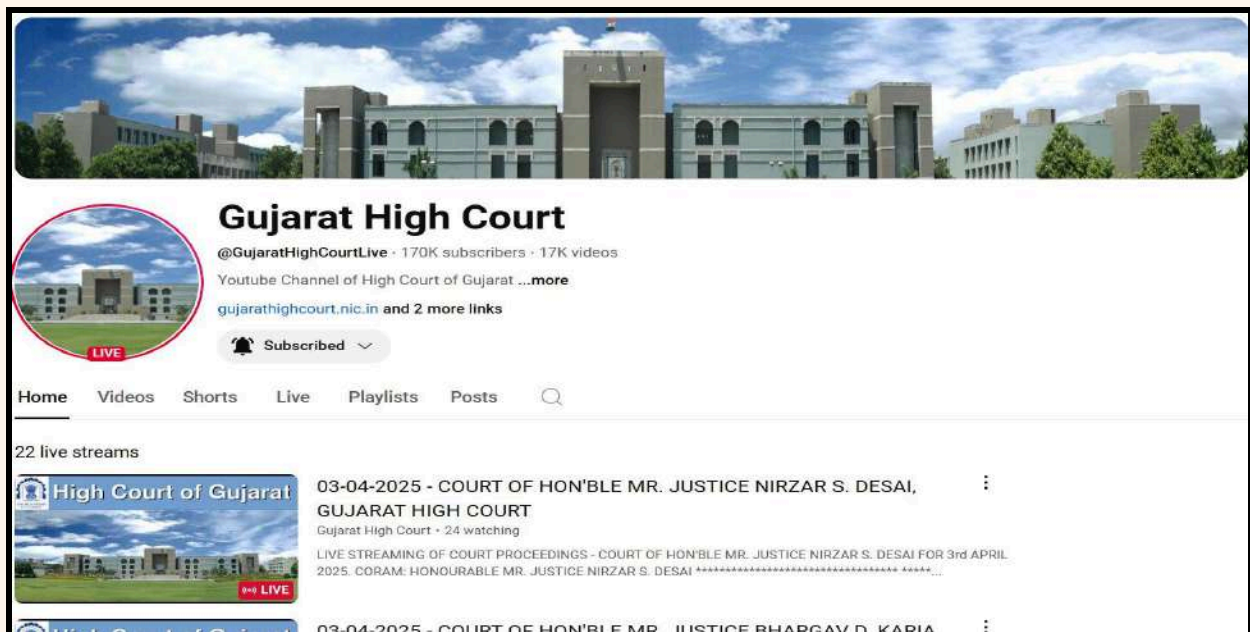 Gujarat High Court
@GujaratHighCourtLive · 170K subscribers · 17K videos
Youtube Channel of High Court of Gujarat ...more
gujarathighcourt.nic.in and 2 more links
LIVE
Subscribed
Home Videos Shorts Live Playlists Posts
22 live streams
High Court of Gujarat
LIVE
03-04-2025 - COURT OF HON'BLE MR. JUSTICE NIRZAR S. DESAI,
GUJARAT HIGH COURT
Gujarat High Court • 24 watching
LIVE STREAMING OF COURT PROCEEDINGS - COURT OF HON'BLE MR. JUSTICE NIRZAR S. DESAI FOR 3rd APRIL
2025. CORAM: HONOURABLE MR. JUSTICE NIRZAR S. DESAI ********************************** *****...
High Court of Gujarat
03-04-2025 - COURT OF HON'BLE MR. JUSTICE BHARGAV D. KARIA